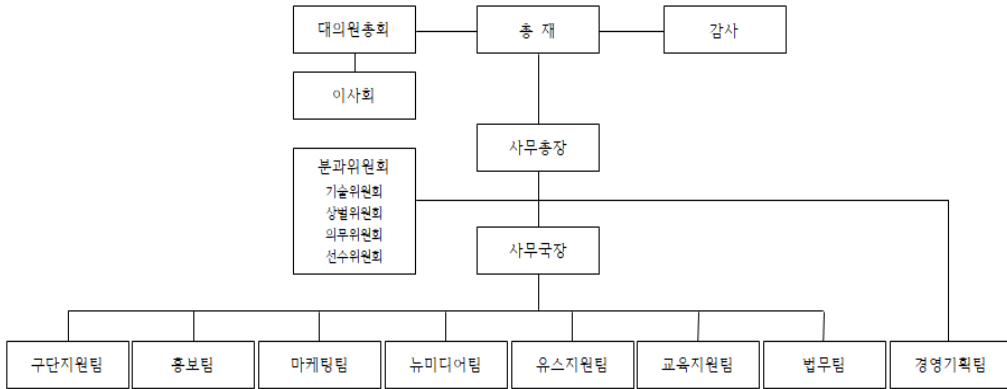 대의원총회
총 재
감사
이사회
사무총장
분과위원회
기술위원회
상벌위원회
의무위원회
선수위원회
사무국장
구단지원팀
홍보팀
마케팅팀
뉴미디어팀
유스지원팀
교육지원팀
법무팀
경영기획팀